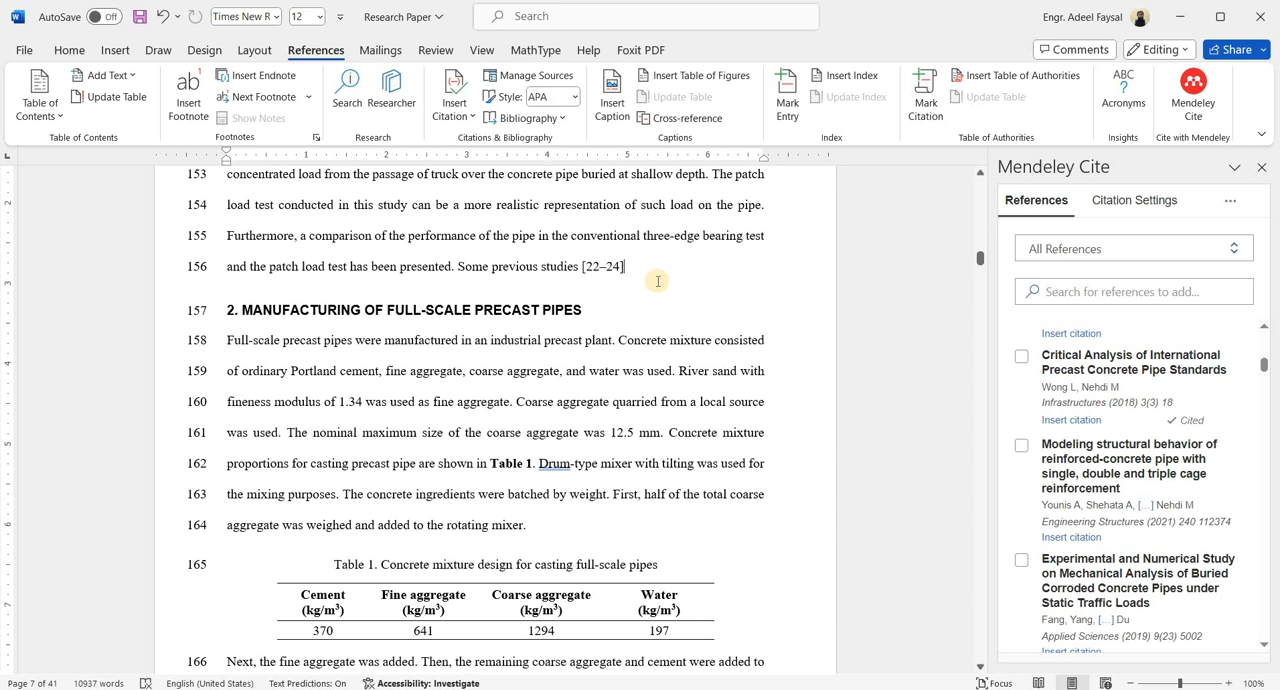 AutoSave Off Times New R 12 Research Paper Search Engr. Adeel Faysal
File Home Insert Draw Design Layout References Mailings Review View MathType Help Foxit PDF Comments Editing Share
Table of Contents
Add Text
Update Table
Table of Contents
ab
Insert Footnote
Insert Endnote
Next Footnote
Show Notes
Footnotes
Search
Researcher
Research
Insert Citation
Manage Sources
Style: APA
Bibliography
Citations & Bibliography
Insert Caption
Insert Table of Figures
Update Table
Cross-reference
Captions
Mark Entry
Insert Index
Update Index
Index
Mark Citation
Insert Table of Authorities
Update Table
Table of Authorities
ABC
?
Acronyms
Insights
Mendeley Cite
Cite with Mendeley
1 2 3 4 5 6
153 concentrated load from the passage of truck over the concrete pipe buried at shallow depth. The patch
154 load test conducted in this study can be a more realistic representation of such load on the pipe.
155 Furthermore, a comparison of the performance of the pipe in the conventional three-edge bearing test
156 and the patch load test has been presented. Some previous studies [22–24]
157 2. MANUFACTURING OF FULL-SCALE PRECAST PIPES
158 Full-scale precast pipes were manufactured in an industrial precast plant. Concrete mixture consisted
159 of ordinary Portland cement, fine aggregate, coarse aggregate, and water was used. River sand with
160 fineness modulus of 1.34 was used as fine aggregate. Coarse aggregate quarried from a local source
161 was used. The nominal maximum size of the coarse aggregate was 12.5 mm. Concrete mixture
162 proportions for casting precast pipe are shown in Table 1. Drum-type mixer with tilting was used for
163 the mixing purposes. The concrete ingredients were batched by weight. First, half of the total coarse
164 aggregate was weighed and added to the rotating mixer.
165 Table 1. Concrete mixture design for casting full-scale pipes
Cement Fine aggregate Coarse aggregate Water
(kg/m³) (kg/m³) (kg/m³) (kg/m³)
370 641 1294 197
166 Next, the fine aggregate was added. Then, the remaining coarse aggregate and cement were added to
Mendeley Cite
References Citation Settings ...
All References
Search for references to add...
Insert citation
Critical Analysis of International
Precast Concrete Pipe Standards
Wong L, Nehdi M
Infrastructures (2018) 3(3) 18
Insert citation ✓ Cited
Modeling structural behavior of
reinforced-concrete pipe with
single, double and triple cage
reinforcement
Younis A, Shehata A, [...] Nehdi M
Engineering Structures (2021) 240 112374
Insert citation
Experimental and Numerical Study
on Mechanical Analysis of Buried
Corroded Concrete Pipes under
Static Traffic Loads
Fang, Yang, [...] Du
Applied Sciences (2019) 9(23) 5002
Insert citation
Page 7 of 41 10937 words English (United States) Text Predictions: On Accessibility: Investigate Focus 100%